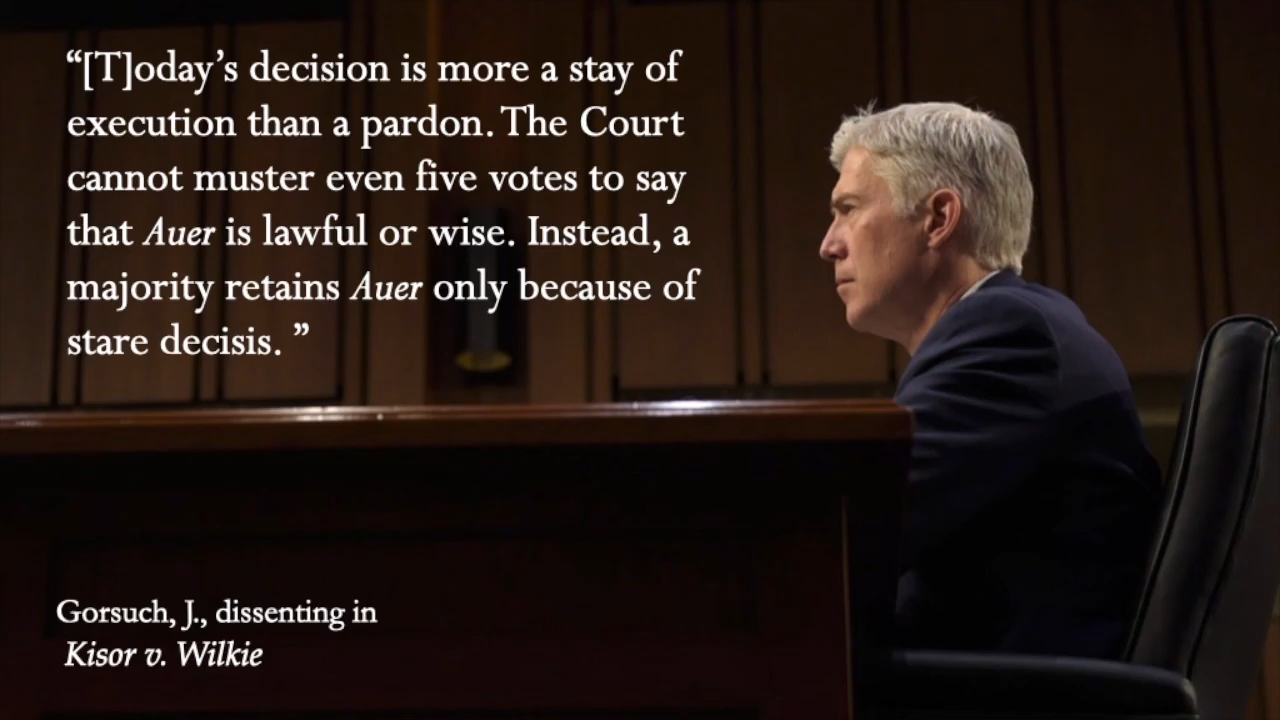 “[T]oday’s decision is more a stay of
execution than a pardon. The Court
cannot muster even five votes to say
that Auer is lawful or wise. Instead, a
majority retains Auer only because of
stare decisis. ”
Gorsuch, J., dissenting in
Kisor v. Wilkie